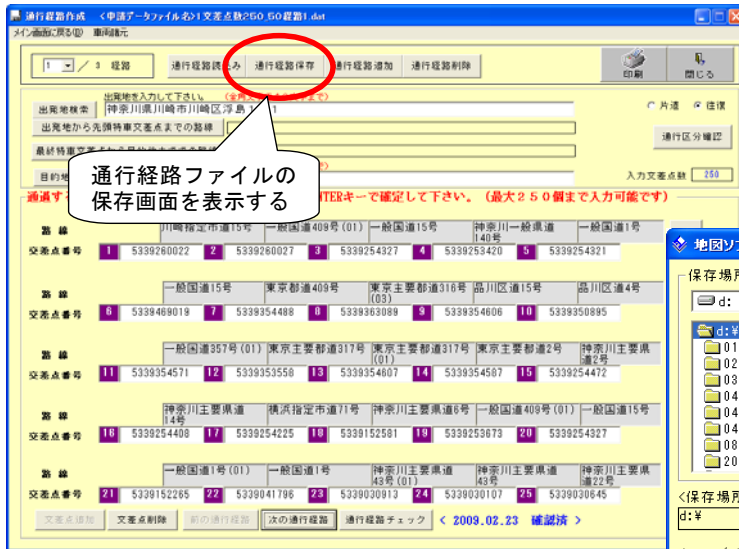 通行経路作成 <申請データファイル名>1交差点数250_50経路1.dat
メイン画面に戻る(D) 車両諸元
1 / 3 経路 通行経路読込み 通行経路保存 通行経路追加 通行経路削除 印刷 閉じる
出発地を入力して下さい。
出発地検索 神奈川県川崎市川崎区浮島
片道 往復
出発地から先頭特車交差点までの路線
通行区分確認
目的地
入力交差点数 250
通行経路ファイルの
保存画面を表示する
通過す ENTERキーで確定して下さい。(最大250個まで入力可能です)
路線 川崎指定市道15号 一般国道409号(01) 一般国道15号 神奈川一般県道140号 一般国道1号
交差点番号 1 5339260022 2 5339260027 3 5339254327 4 5339253420 5 5339254321
路線 一般国道15号 東京都道409号 東京主要都道316号(03) 品川区道15号 品川区道4号
交差点番号 6 5339469019 7 5339354488 8 5339363089 9 5339354606 10 5339350895
路線 一般国道357号(01) 東京主要都道317号 東京主要都道317号(01) 東京主要都道2号 神奈川主要県道2号
交差点番号 11 5339354571 12 5339353558 13 5339354607 14 5339354587 15 5339254472
路線 神奈川主要県道14号 横浜指定市道71号 神奈川主要県道6号 一般国道409号(01) 一般国道15号
交差点番号 16 5339254408 17 5339254225 18 5339152581 19 5339253673 20 5339254327
路線 一般国道1号(01) 一般国道1号 神奈川主要県道43号(01) 神奈川主要県道43号 神奈川主要県道22号
交差点番号 21 5339152265 22 5339041796 23 5339030913 24 5339030107 25 5339030645
交差点追加 交差点削除 前の通行経路 次の通行経路 通行経路チェック < 2009.02.23 確認済 >
地図ソ
保存場所
d:
d:¥
01
02
03
04
04
04
08
20
<保存場所
d:¥